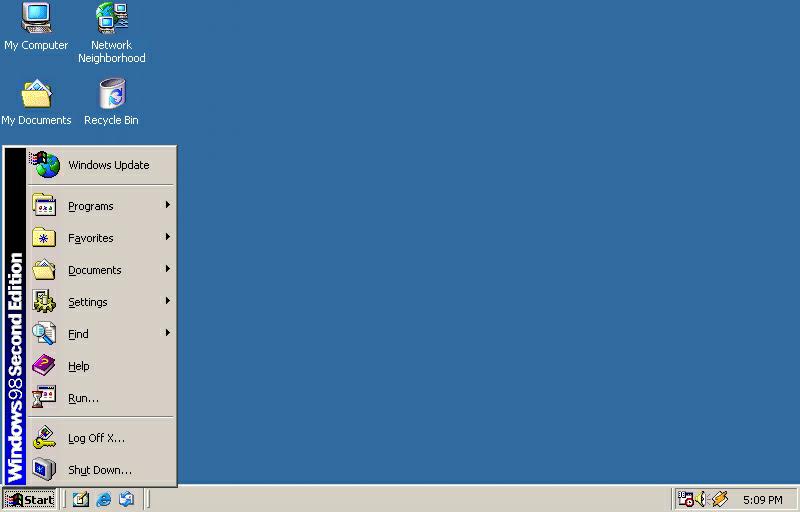 My Computer
Network
Neighborhood
My Documents
Recycle Bin
Windows98 Second Edition
Windows Update
Programs
Favorites
Documents
Settings
Find
Help
Run...
Log Off X...
Shut Down...
Start
5:09 PM